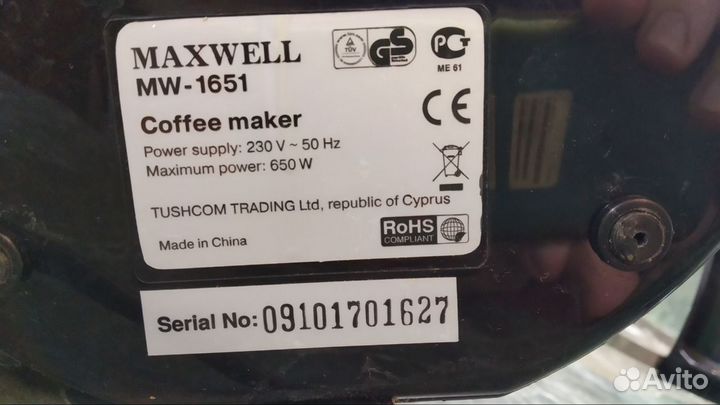 MAXWELL
MW-1651
Coffee maker
Power supply: 230 V ~ 50 Hz
Maximum power: 650 W
TUSHCOM TRADING Ltd, republic of Cyprus
Made in China
TÜV
GS
РСТ
ME 61
CE
RoHS
COMPLIANT
Serial No: 09101701627
Avito